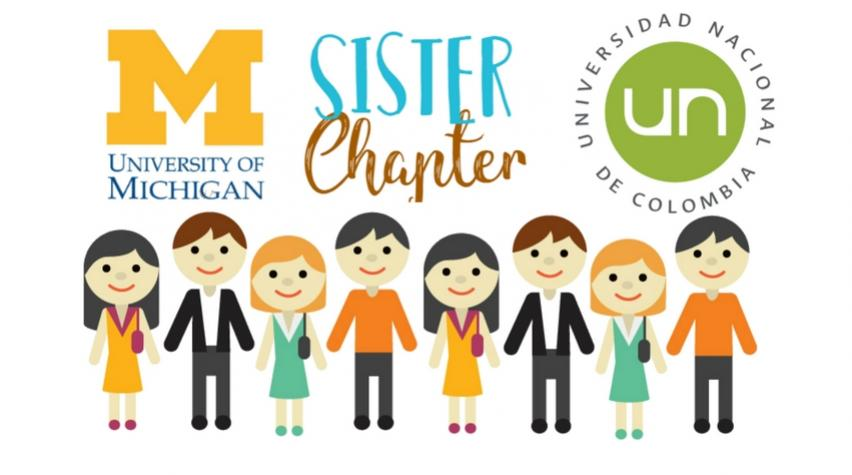 M
UNIVERSITY OF
MICHIGAN
SISTER
Chapter
UNIVERSIDAD NACIONAL
DE COLOMBIA
un